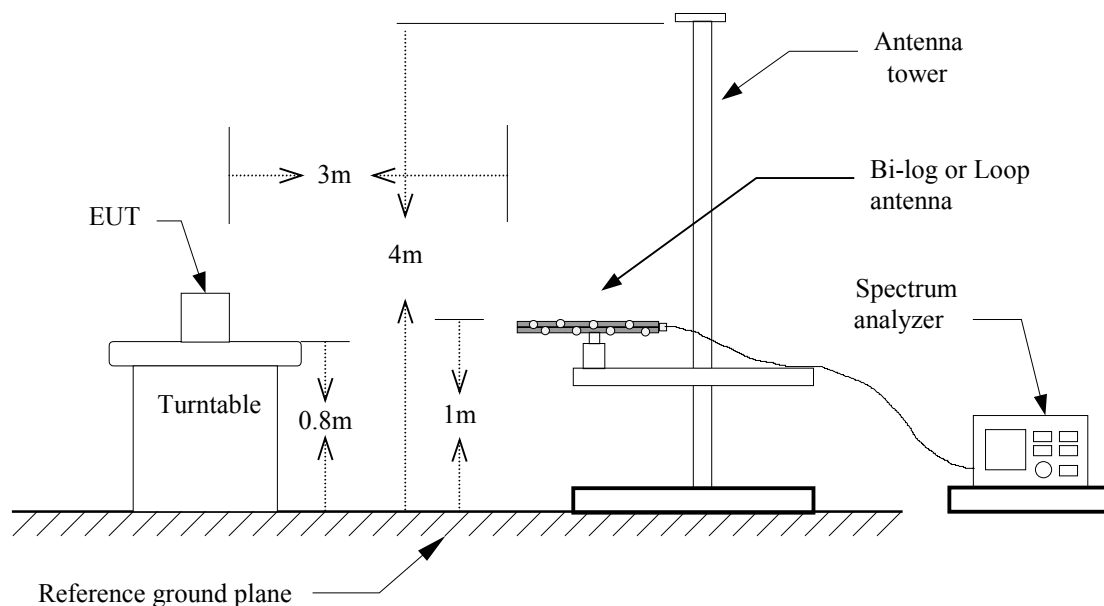 Antenna
tower
3m
Bi-log or Loop
antenna
EUT
4m
Spectrum
analyzer
Turntable
0.8m
1m
Reference ground plane